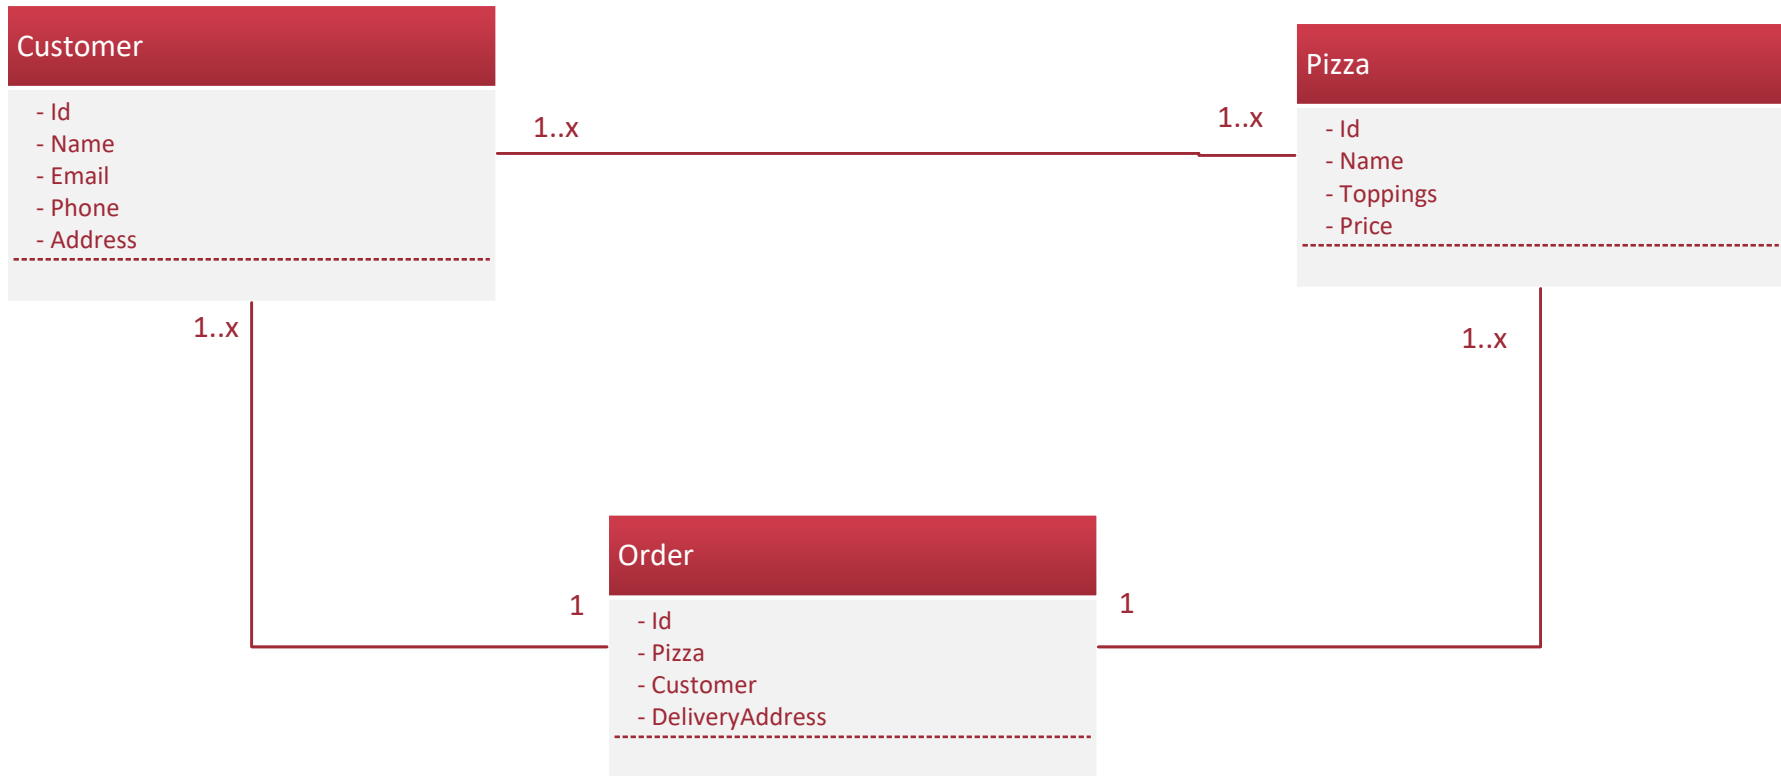 Customer
- Id
- Name
- Email
- Phone
- Address
1..x
1..x
Pizza
- Id
- Name
- Toppings
- Price
1..x
1..x
Order
1
1
- Id
- Pizza
- Customer
- DeliveryAddress